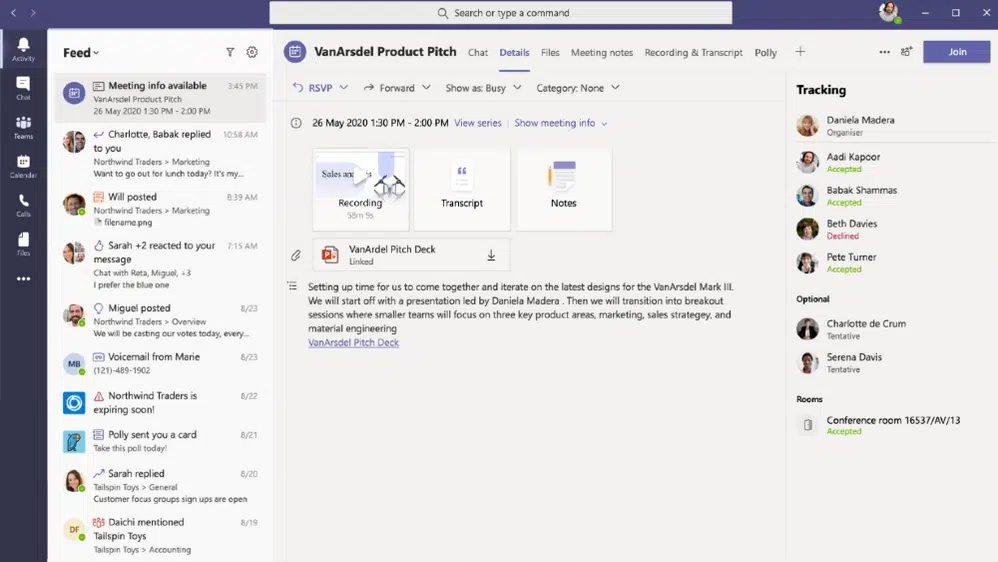 Search or type a command
Activity
Chat
Teams
Calendar
Calls
Files
Feed
Meeting info available 3:45 PM
VanArsdel Product Pitch
26 May 2020 1:30 PM - 2:00 PM
Charlotte, Babak replied 10:58 AM
to you
Northwind Traders > Marketing
Want to go out for lunch today? It's my...
Will posted 8:39 AM
Northwind Traders > Marketing
filename.png
Sarah +2 reacted to your 7:15 AM
message
Chat with Reta, Miguel, +3
I prefer the blue one
Miguel posted 8/23
Northwind Traders > Overview
We will be casting our votes today, every...
MB
Voicemail from Marie 8/23
(121)-489-1902
Northwind Traders is 8/22
expiring soon!
Polly sent you a card 8/21
Take this poll today!
Sarah replied 8/20
Tailspin Toys > General
Customer focus groups sign ups are open
DF
Daichi mentioned 8/19
Tailspin Toys
Tailspin Toys > Accounting
VanArsdel Product Pitch Chat Details Files Meeting notes Recording & Transcript Polly
Join
RSVP Forward Show as: Busy Category: None
26 May 2020 1:30 PM - 2:00 PM View series Show meeting info
Sales
Recording
58m 9s
Transcript
Notes
VanArdel Pitch Deck
Linked
Setting up time for us to come together and iterate on the latest designs for the VanArsdel Mark III.
We will start off with a presentation led by Daniela Madera . Then we will transition into breakout
sessions where smaller teams will focus on three key product areas, marketing, sales strategey, and
material engineering
VanArsdel Pitch Deck
Tracking
Daniela Madera
Organiser
Aadi Kapoor
Accepted
Babak Shammas
Accepted
Beth Davies
Declined
Pete Turner
Accepted
Optional
Charlotte de Crum
Tentative
Serena Davis
Tentative
Rooms
Conference room 16537/AV/13
Accepted